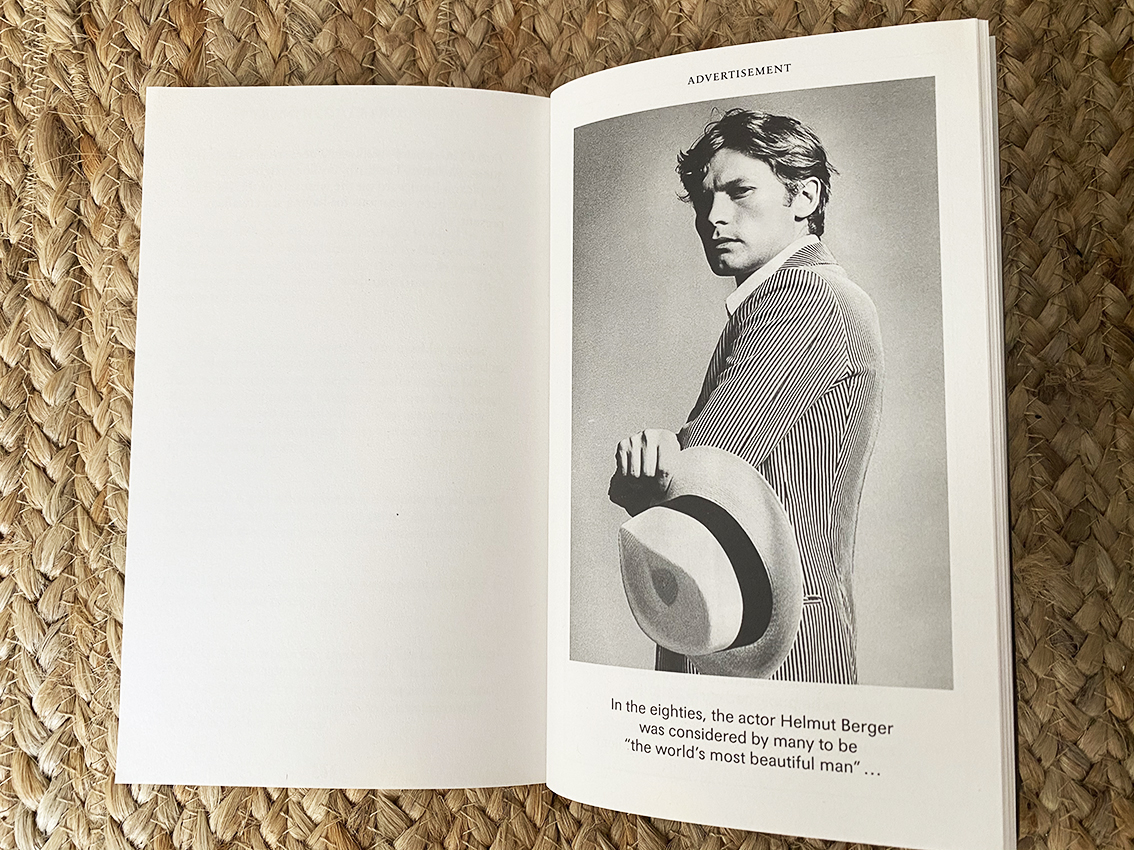 ADVERTISEMENT
In the eighties, the actor Helmut Berger
was considered by many to be
“the world’s most beautiful man” ...